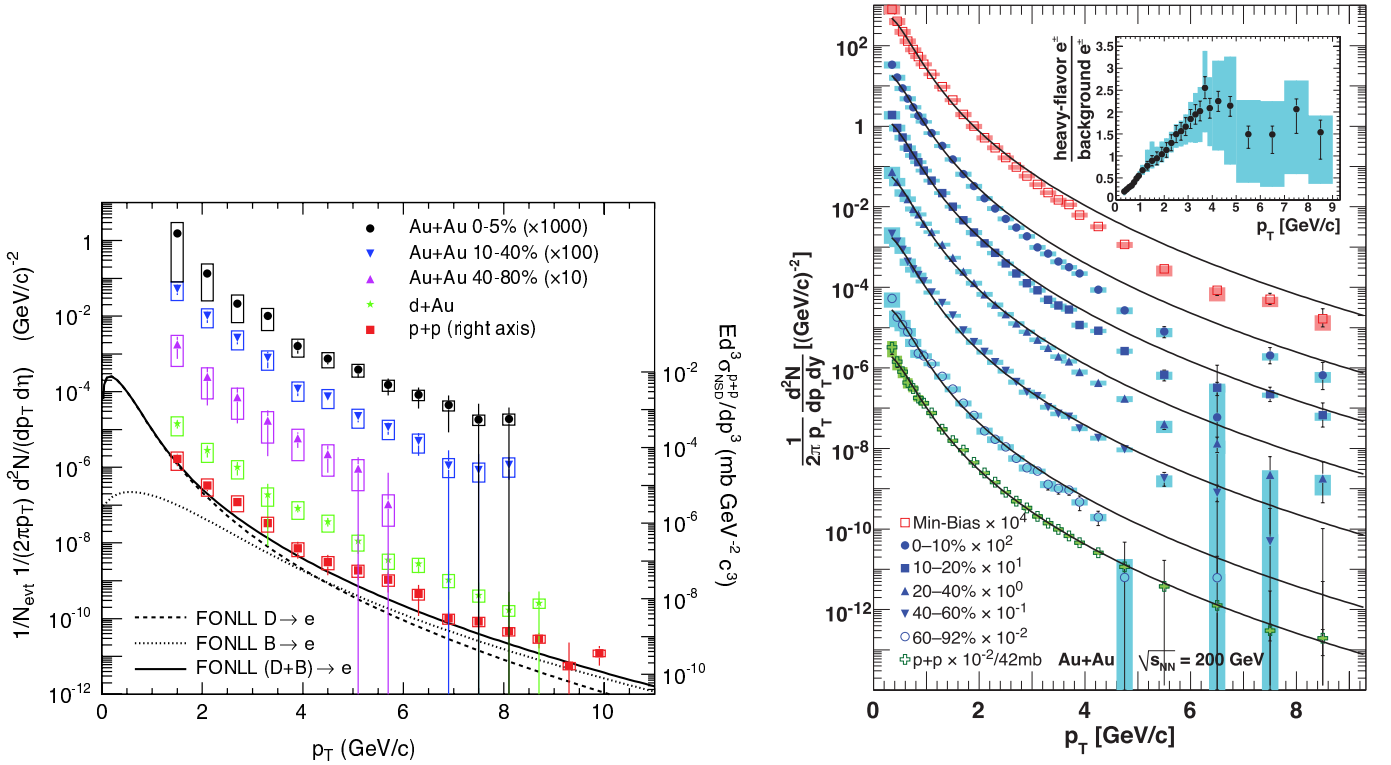 1/N_evt 1/(2πp_T) d²N/(dp_T dη) (GeV/c)⁻²
1
10⁻²
10⁻⁴
10⁻⁶
10⁻⁸
10⁻¹⁰
10⁻¹²
Au+Au 0-5% (×1000)
Au+Au 10-40% (×100)
Au+Au 40-80% (×10)
d+Au
p+p (right axis)
FONLL D→ e
FONLL B→ e
FONLL (D+B)→ e
10⁻²
10⁻⁴
10⁻⁶
10⁻⁸
10⁻¹⁰
Ed³σ^{p+p}_{NSD}/dp³ (mb GeV⁻² c³)
0 2 4 6 8 10
p_T (GeV/c)
1/(2π p_T) d²N/(dp_T dy) [(GeV/c)⁻²]
10²
1
10⁻²
10⁻⁴
10⁻⁶
10⁻⁸
10⁻¹⁰
10⁻¹²
heavy-flavor e^±
background e^±
3.5
3
2.5
2
1.5
1
0.5
0
0 1 2 3 4 5 6 7 8 9
p_T [GeV/c]
Min-Bias × 10⁴
0–10% × 10²
10–20% × 10¹
20–40% × 10⁰
40–60% × 10⁻¹
60–92% × 10⁻²
p+p × 10⁻²/42mb
Au+Au √s_NN = 200 GeV
0 2 4 6 8
p_T [GeV/c]